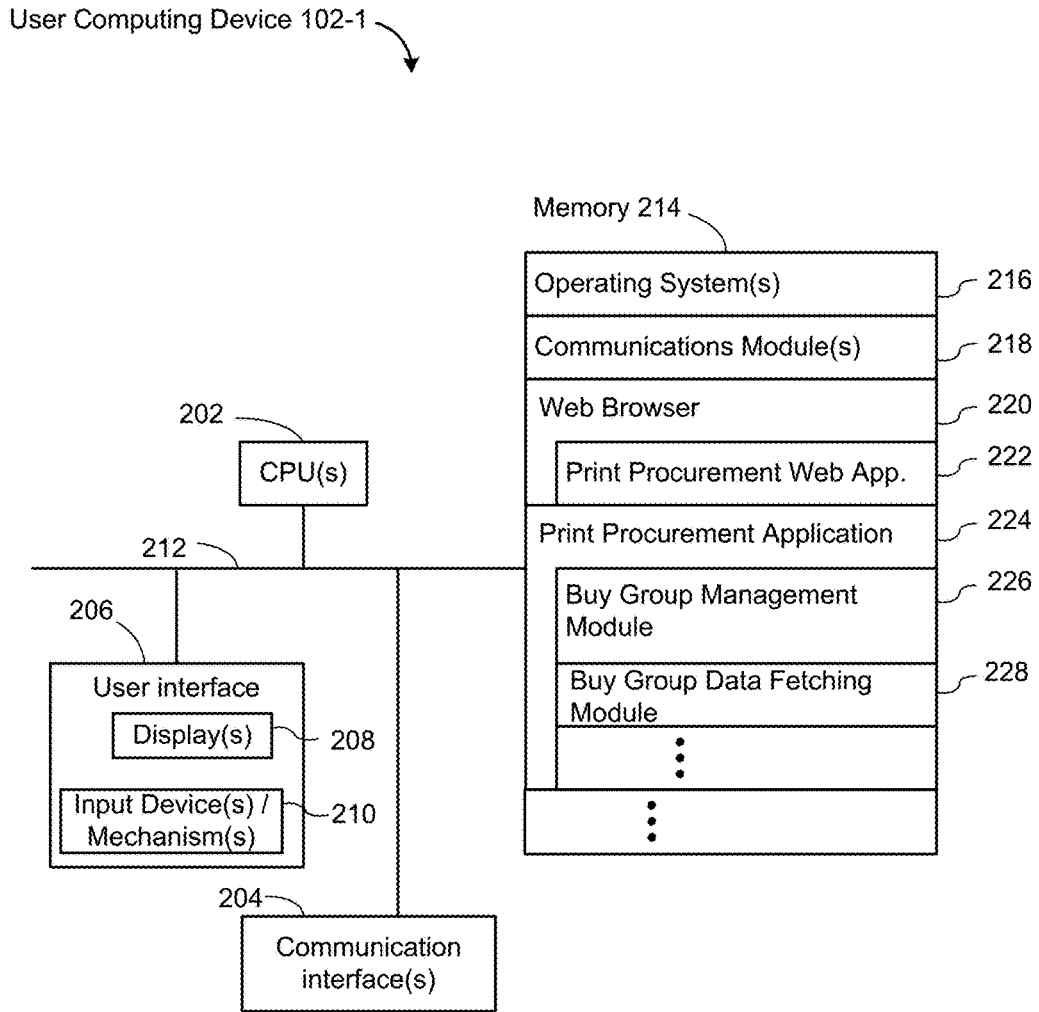 User Computing Device 102-1
Memory 214
Operating System(s)
216
Communications Module(s)
218
Web Browser
220
202
CPU(s)
Print Procurement Web App.
222
Print Procurement Application
224
212
Buy Group Management
Module
226
206
User interface
Buy Group Data Fetching
Module
228
Display(s)
208
Input Device(s) /
Mechanism(s)
210
204
Communication
interface(s)